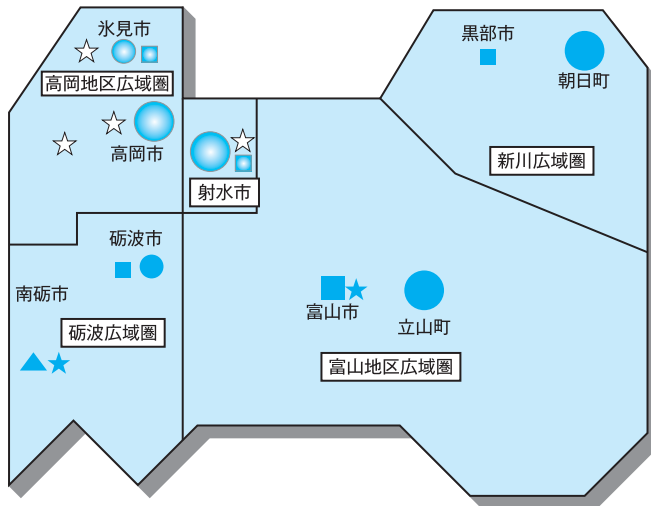 氷見市
高岡地区広域圏
高岡市
射水市
黒部市
朝日町
新川広域圏
砺波市
南砺市
砺波広域圏
富山市
立山町
富山地区広域圏